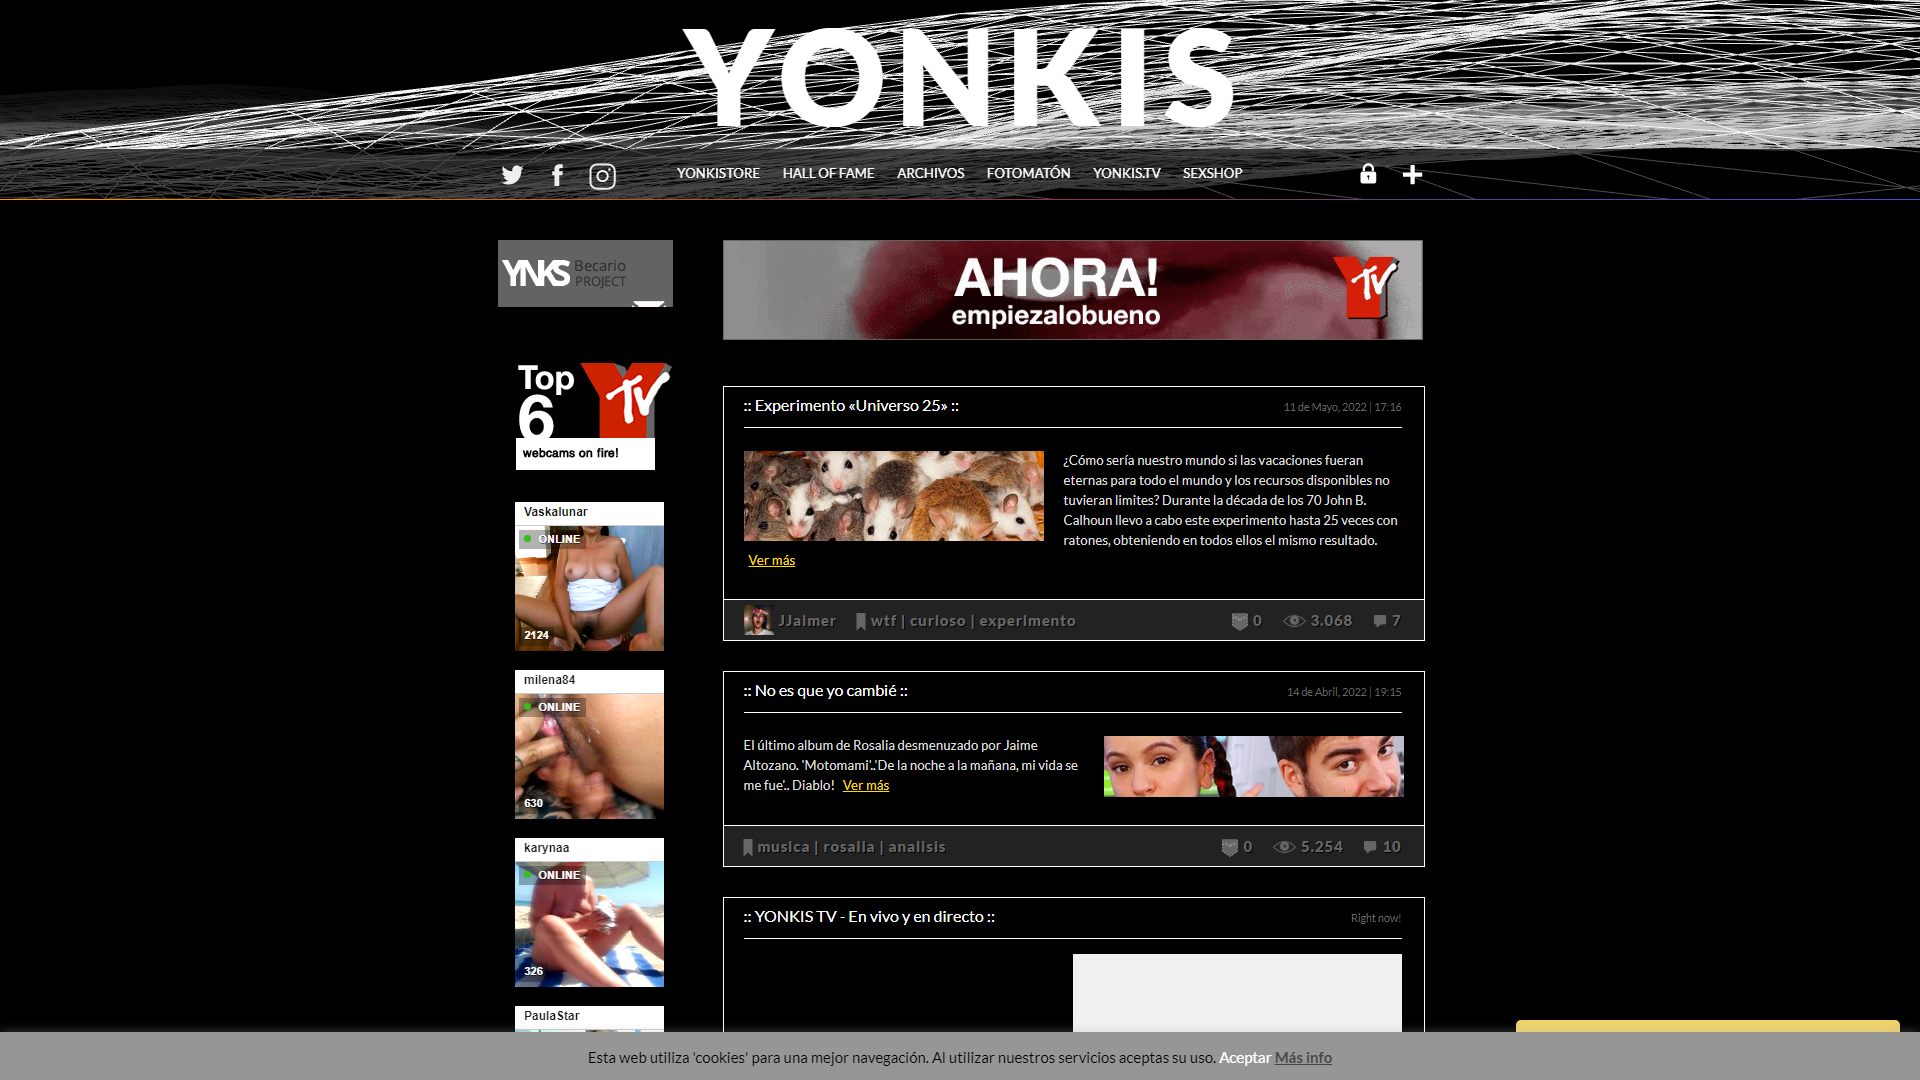 YONKIS
YONKISTORE HALL OF FAME ARCHIVOS FOTOMATÓN YONKIS.TV SEXSHOP
YNKS Becario
PROJECT
AHORA!
empiezalobueno
YTV
Top
6
YTV
webcams on fire!
Vaskalunar
ONLINE
2124
milena84
ONLINE
630
karynaa
ONLINE
326
PaulaStar
:: Experimento «Universo 25» ::
11 de Mayo, 2022 | 17:16
¿Cómo sería nuestro mundo si las vacaciones fueran
eternas para todo el mundo y los recursos disponibles no
tuvieran limites? Durante la década de los 70 John B.
Calhoun llevo a cabo este experimento hasta 25 veces con
ratones, obteniendo en todos ellos el mismo resultado.
Ver más
JJaimer wtf | curioso | experimento 0 3.068 7
:: No es que yo cambié ::
14 de Abril, 2022 | 19:15
El último album de Rosalia desmenuzado por Jaime
Altozano. 'Motomami'..'De la noche a la mañana, mi vida se
me fue'.. Diablo! Ver más
musica | rosalia | analisis 0 5.254 10
:: YONKIS TV - En vivo y en directo ::
Right now!
Esta web utiliza 'cookies' para una mejor navegación. Al utilizar nuestros servicios aceptas su uso. Aceptar Más info